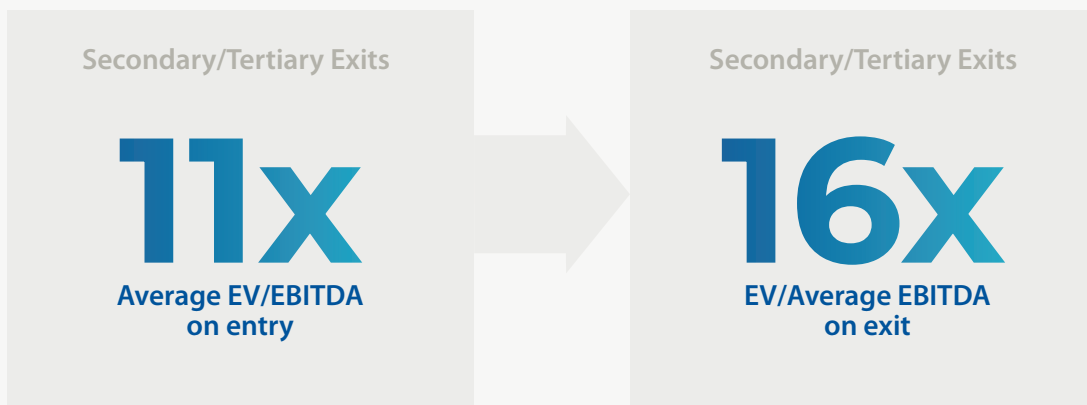 Secondary/Tertiary Exits
11x
Average EV/EBITDA
on entry
Secondary/Tertiary Exits
16x
EV/Average EBITDA
on exit